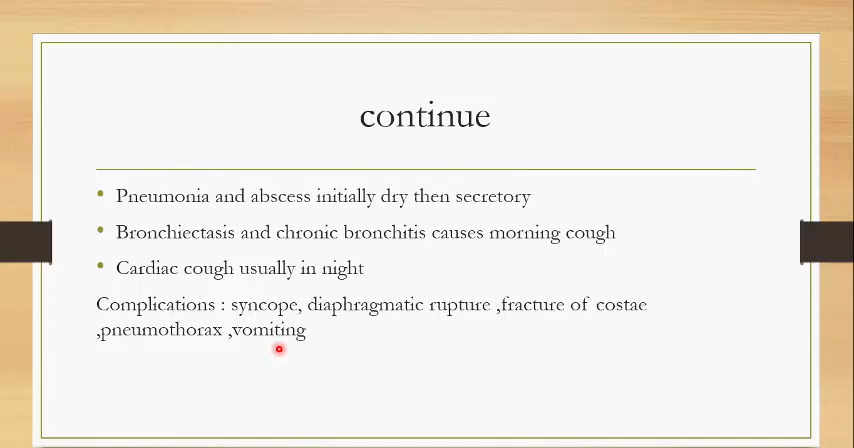 continue
• Pneumonia and abscess initially dry then secretory
• Bronchiectasis and chronic bronchitis causes morning cough
• Cardiac cough usually in night
Complications : syncope, diaphragmatic rupture ,fracture of costae
,pneumothorax ,vomiting